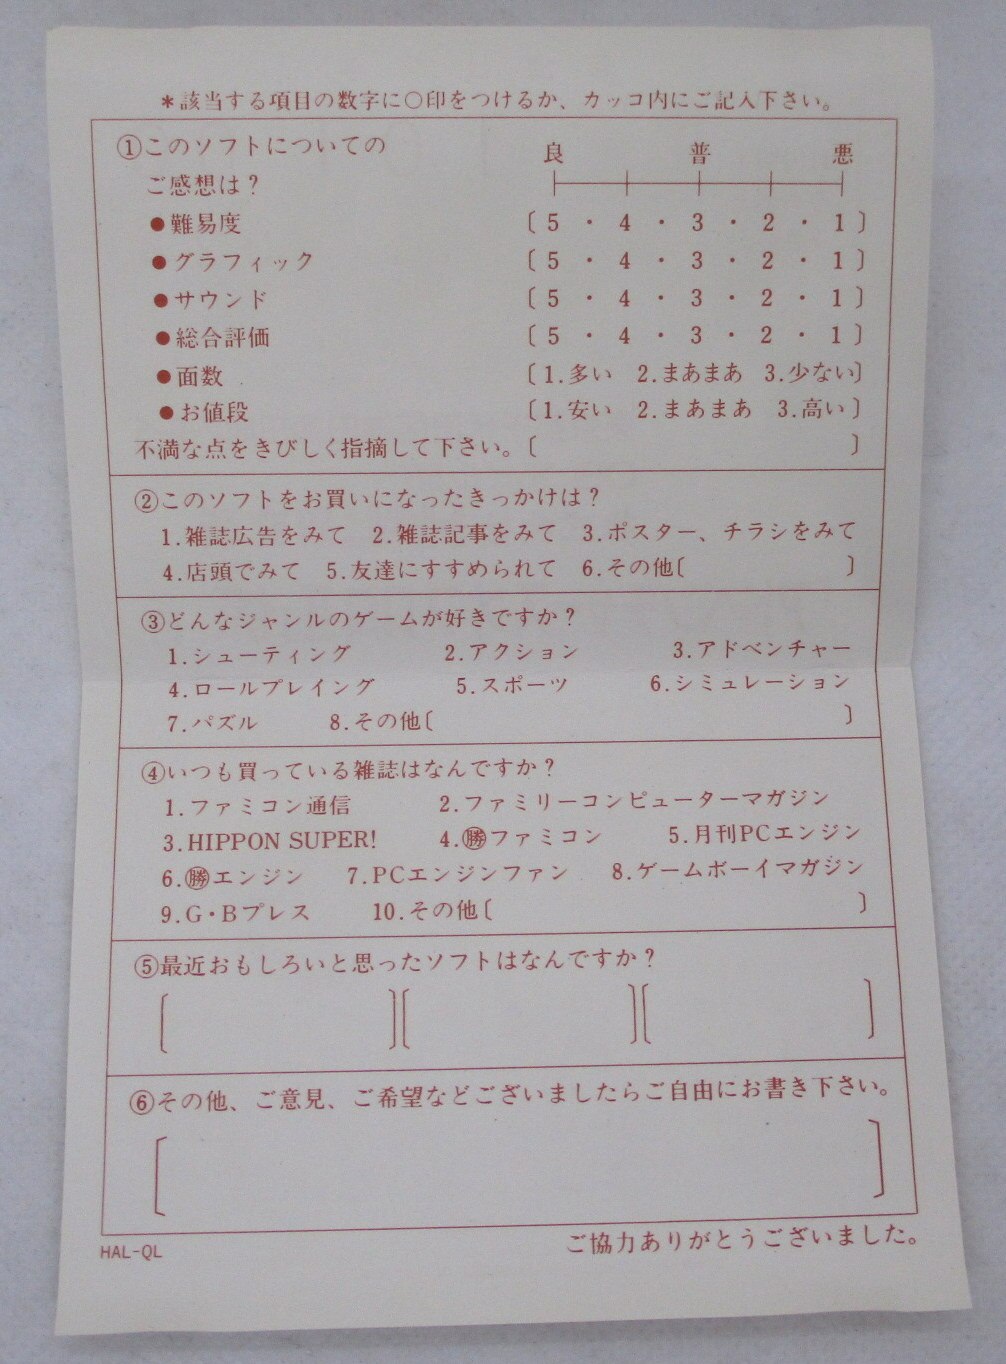 *該当する項目の数字に○印をつけるか、カッコ内にご記入下さい。
①このソフトについての
ご感想は?
良 普 悪
●難易度 〔5・4・3・2・1〕
●グラフィック 〔5・4・3・2・1〕
●サウンド 〔5・4・3・2・1〕
●総合評価 〔5・4・3・2・1〕
●面数 〔1.多い 2.まあまあ 3.少ない〕
●お値段 〔1.安い 2.まあまあ 3.高い〕
不満な点をきびしく指摘して下さい。〔 〕
②このソフトをお買いになったきっかけは?
1.雑誌広告をみて 2.雑誌記事をみて 3.ポスター、チラシをみて
4.店頭でみて 5.友達にすすめられて 6.その他〔 〕
③どんなジャンルのゲームが好きですか?
1.シューティング 2.アクション 3.アドベンチャー
4.ロールプレイング 5.スポーツ 6.シミュレーション
7.パズル 8.その他〔 〕
④いつも買っている雑誌はなんですか?
1.ファミコン通信 2.ファミリーコンピューターマガジン
3.HIPPON SUPER! 4.㊝ファミコン 5.月刊PCエンジン
6.㊝エンジン 7.PCエンジンファン 8.ゲームボーイマガジン
9.G・Bプレス 10.その他〔 〕
⑤最近おもしろいと思ったソフトはなんですか?
〔 〕〔 〕〔 〕
⑥その他、ご意見、ご希望などございましたらご自由にお書き下さい。
〔 〕
HAL-QL
ご協力ありがとうございました。